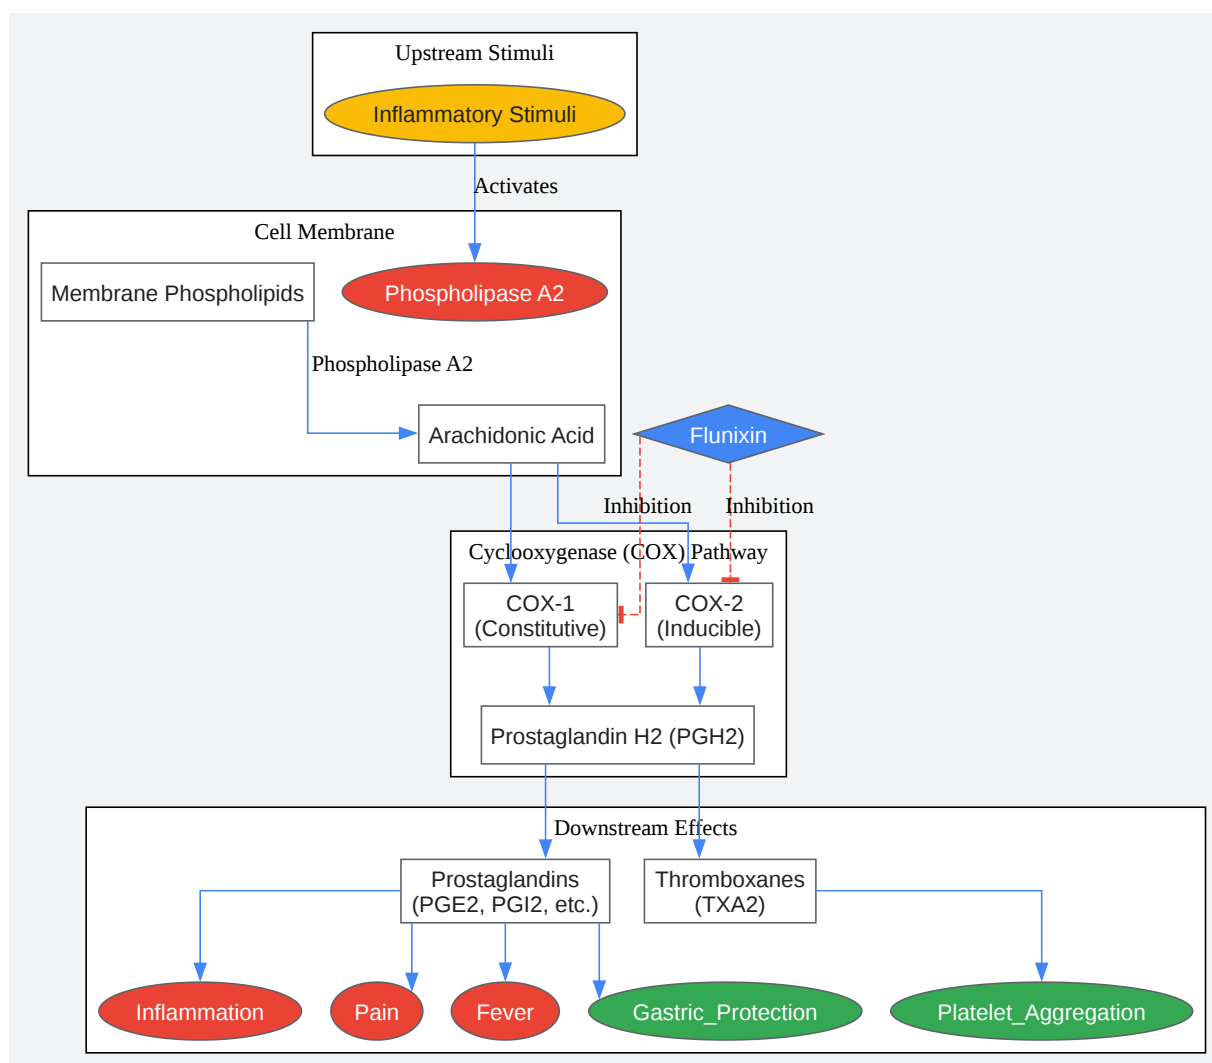 Upstream Stimuli
Inflammatory Stimuli
Activates
Cell Membrane
Membrane Phospholipids
Phospholipase A2
Phospholipase A2
Arachidonic Acid
Flunixin
Inhibition
Inhibition
Cyclooxygenase (COX) Pathway
COX-1
(Constitutive)
COX-2
(Inducible)
Prostaglandin H2 (PGH2)
Downstream Effects
Prostaglandins
(PGE2, PGI2, etc.)
Thromboxanes
(TXA2)
Inflammation
Pain
Fever
Gastric_Protection
Platelet_Aggregation